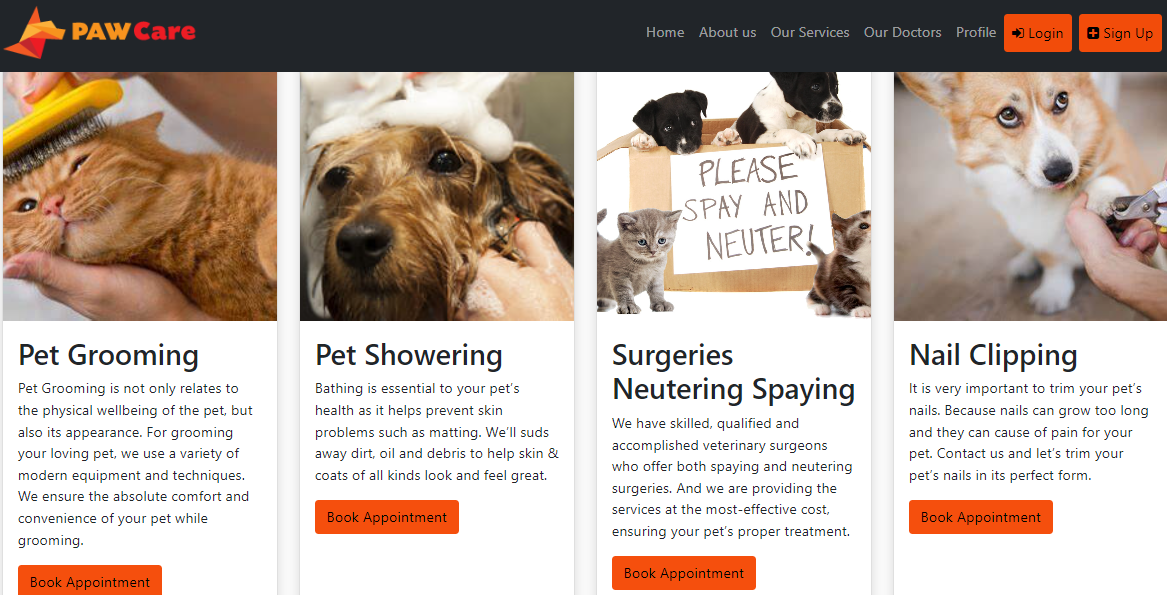 PAWCare
Home About us Our Services Our Doctors Profile Login Sign Up
PLEASE
SPAY AND
NEUTER!
Pet Grooming
Pet Grooming is not only relates to
the physical wellbeing of the pet, but
also its appearance. For grooming
your loving pet, we use a variety of
modern equipment and techniques.
We ensure the absolute comfort and
convenience of your pet while
grooming.
Book Appointment
Pet Showering
Bathing is essential to your pet’s
health as it helps prevent skin
problems such as matting. We’ll suds
away dirt, oil and debris to help skin &
coats of all kinds look and feel great.
Book Appointment
Surgeries
Neutering Spaying
We have skilled, qualified and
accomplished veterinary surgeons
who offer both spaying and neutering
surgeries. And we are providing the
services at the most-effective cost,
ensuring your pet’s proper treatment.
Book Appointment
Nail Clipping
It is very important to trim your pet’s
nails. Because nails can grow too long
and they can cause of pain for your
pet. Contact us and let’s trim your
pet’s nails in its perfect form.
Book Appointment